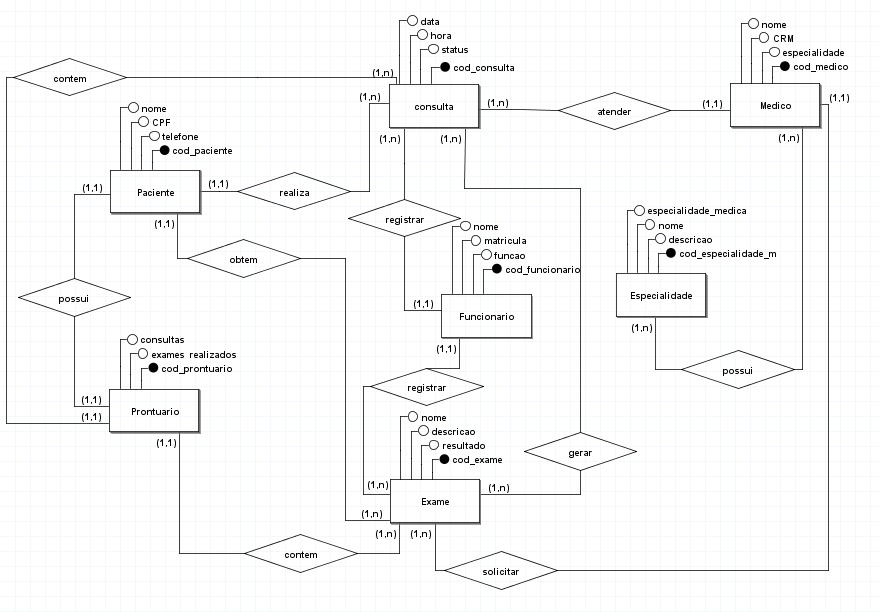 data
hora
status
cod_consulta
(1,n)
contem
(1,n)
consulta
(1,n)
(1,n)
(1,n)
atender
(1,1)
nome
CRM
especialidade
cod_medico
Medico
(1,1)
(1,n)
nome
CPF
telefone
cod_paciente
Paciente
(1,1)
(1,1)
(1,1)
realiza
registrar
obtem
possui
nome
matricula
funcao
cod_funcionario
(1,1)
Funcionario
(1,1)
especialidade_medica
nome
descricao
cod_especialidade_m
Especialidade
(1,n)
possui
consultas
exames realizados
cod_prontuario
(1,1)
Prontuario
(1,1)
(1,1)
registrar
nome
descricao
resultado
cod_exame
(1,n)
Exame
(1,n)
(1,n)
(1,n)
(1,n)
gerar
contem
solicitar